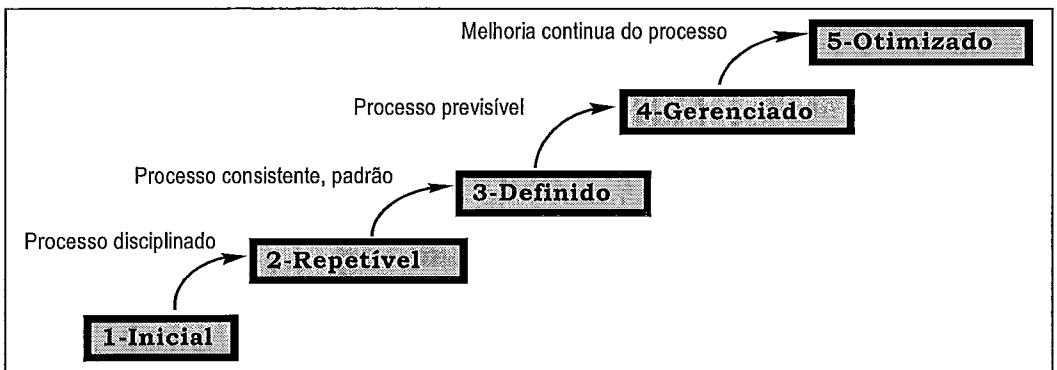 Melhoria continua do processo
5-Otimizado
Processo previsível
4-Gerenciado
Processo consistente, padrão
3-Definido
Processo disciplinado
2-Repetível
1-Inicial